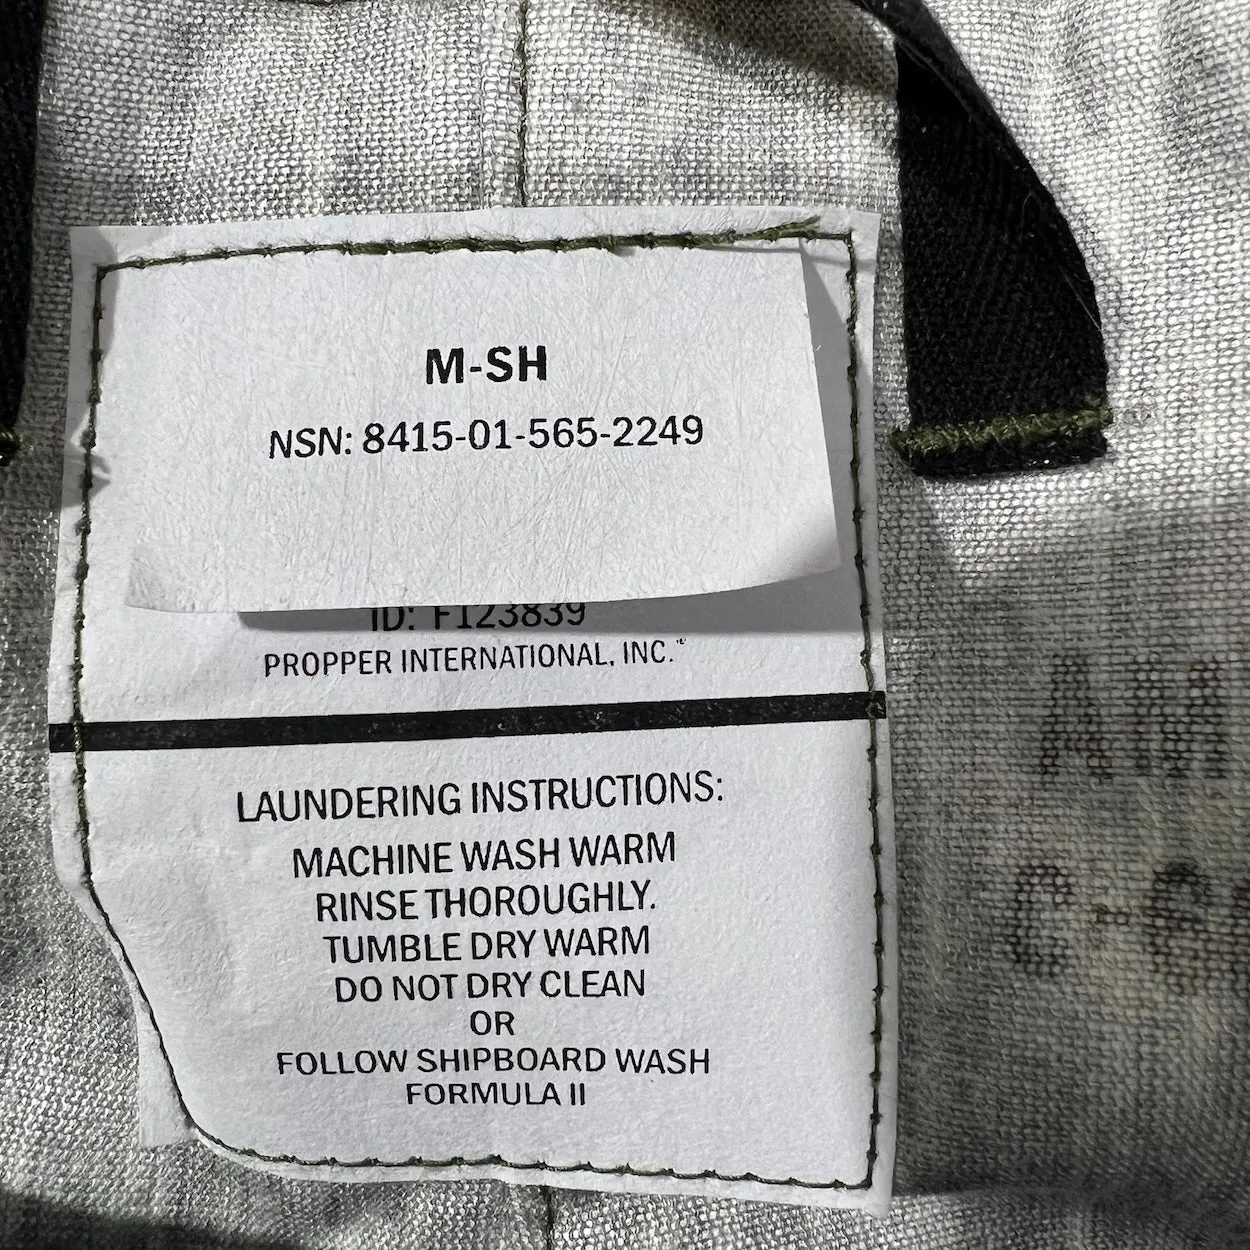 M-SH
NSN: 8415-01-565-2249
ID: F123839
PROPPER INTERNATIONAL, INC.
LAUNDERING INSTRUCTIONS:
MACHINE WASH WARM
RINSE THOROUGHLY.
TUMBLE DRY WARM
DO NOT DRY CLEAN
OR
FOLLOW SHIPBOARD WASH
FORMULA II